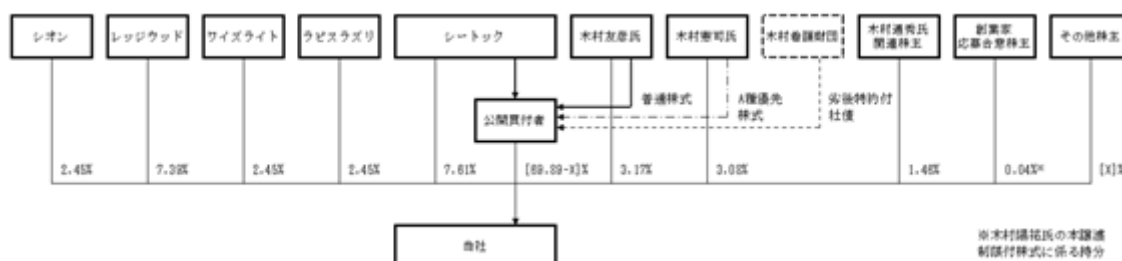 シオン
レッジウッド
ワイズライト
ラピスラズリ
シートック
木村友彦氏
木村憲司氏
木村看護財団
木村通秀氏
関連株主
創業家
応募合意株主
その他株主
普通株式
A種優先
株式
劣後特約付
社債
公開買付者
2.45%
7.39%
2.45%
2.45%
7.61%
[69.89-X]%
3.17%
3.08%
1.46%
0.04%※
[X]%
当社
※木村陽祐氏の本譲渡
制限付株式に係る持分